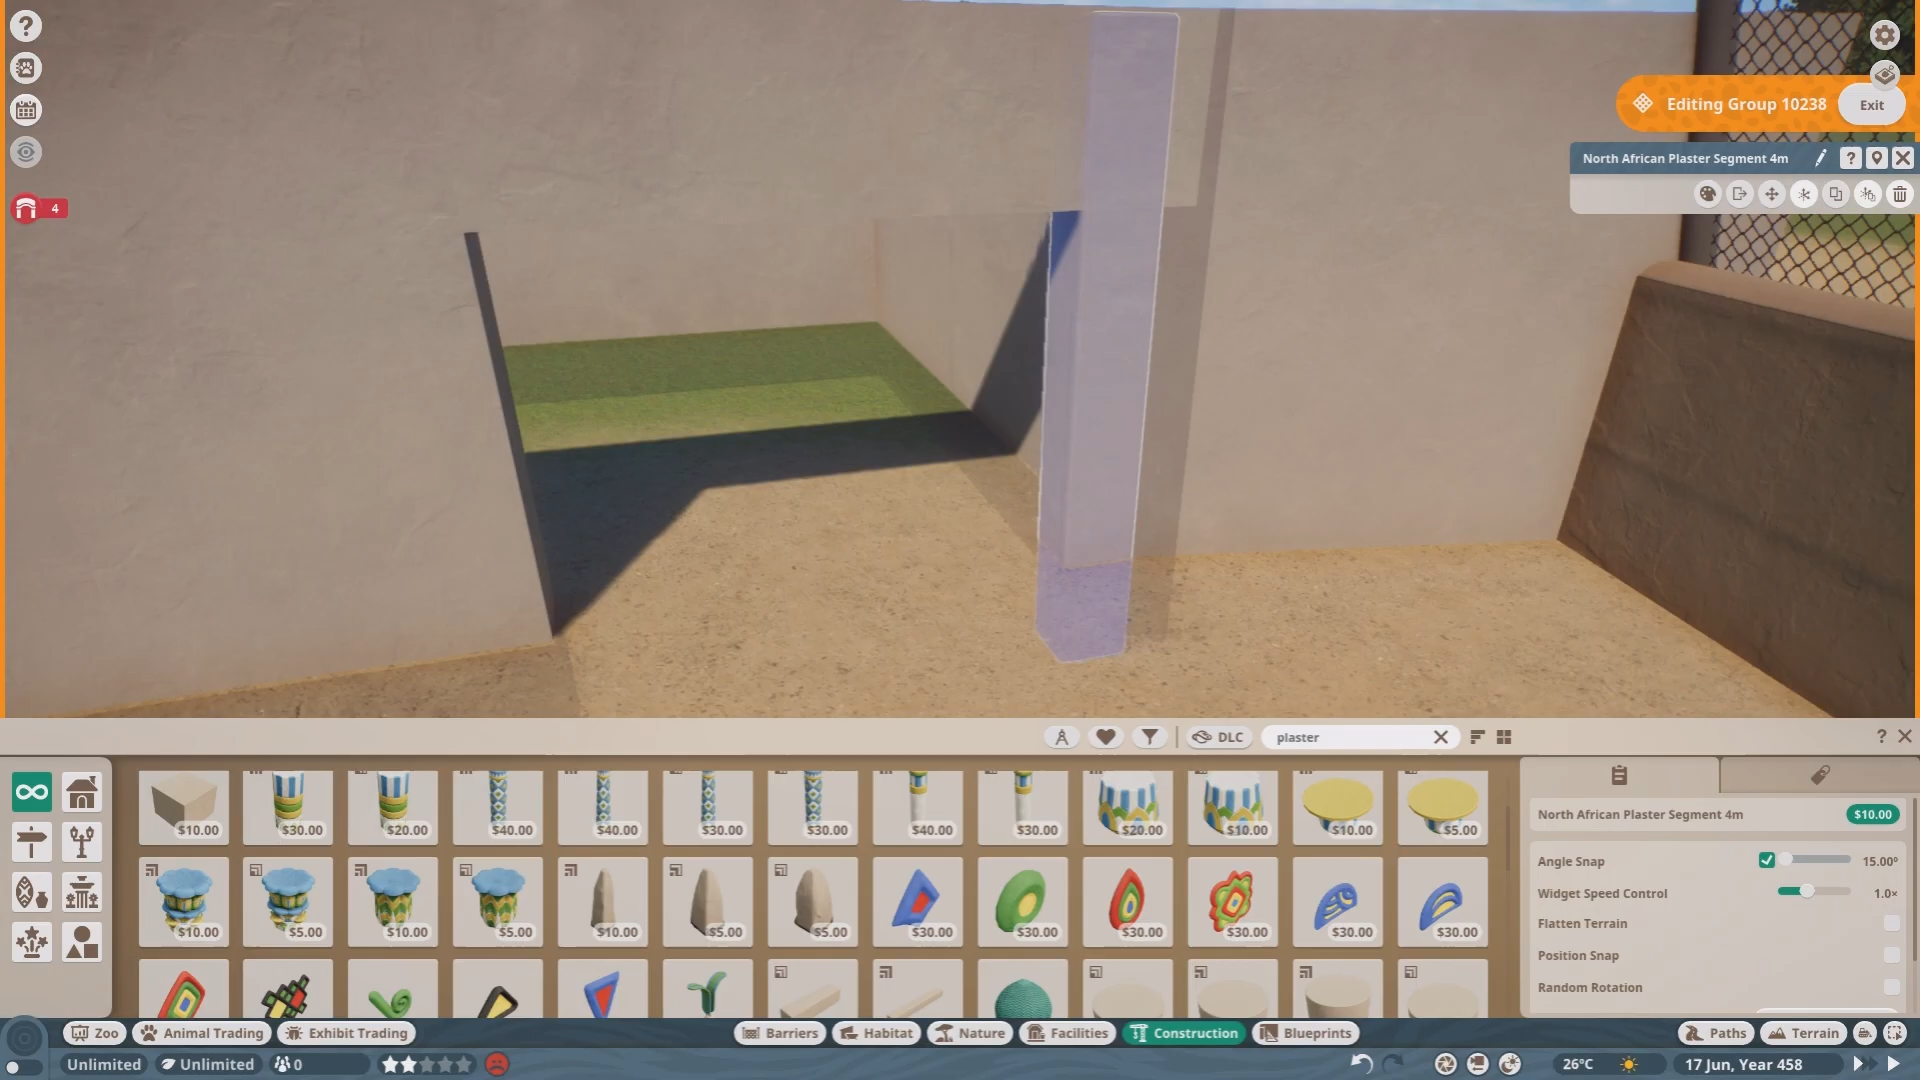 Editing Group 10238
Exit
North African Plaster Segment 4m
4
DLC
plaster
$10.00 $30.00 $20.00 $40.00 $40.00 $30.00 $30.00 $40.00 $30.00 $20.00 $10.00 $10.00 $5.00
$10.00 $5.00 $10.00 $5.00 $10.00 $5.00 $5.00 $30.00 $30.00 $30.00 $30.00 $30.00 $30.00
North African Plaster Segment 4m $10.00
Angle Snap 15.00°
Widget Speed Control 1.0×
Flatten Terrain
Position Snap
Random Rotation
Zoo Animal Trading Exhibit Trading Barriers Habitat Nature Facilities Construction Blueprints Paths Terrain
Unlimited Unlimited 0 26°C 17 Jun, Year 458